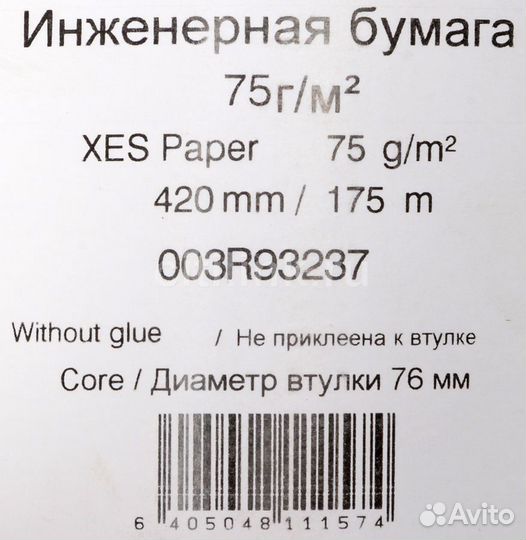 Инженерная бумага
75г/м²
XES Paper 75 g/m²
420 mm / 175 m
003R93237
Without glue / Не приклеена к втулке
Core / Диаметр втулки 76 мм
6 405048 111574
Avito